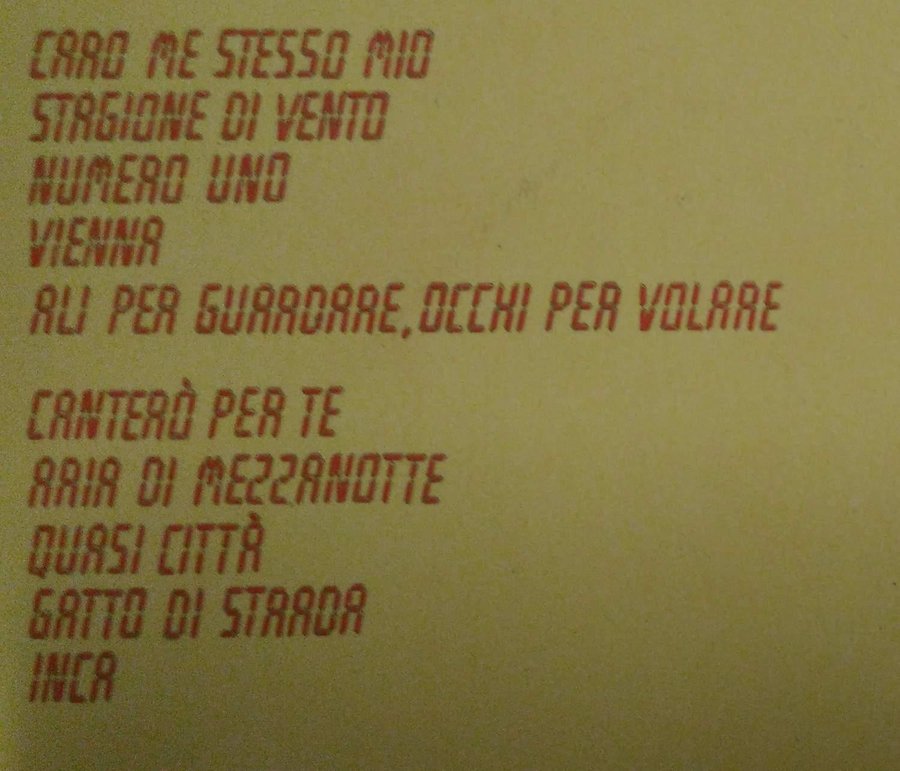 CARO ME STESSO MIO
STAGIONE DI VENTO
NUMERO UNO
VIENNA
ALI PER GUARDARE,OCCHI PER VOLARE
CANTERÒ PER TE
ARIA DI MEZZANOTTE
QUASI CITTÀ
GATTO DI STRADA
INCA